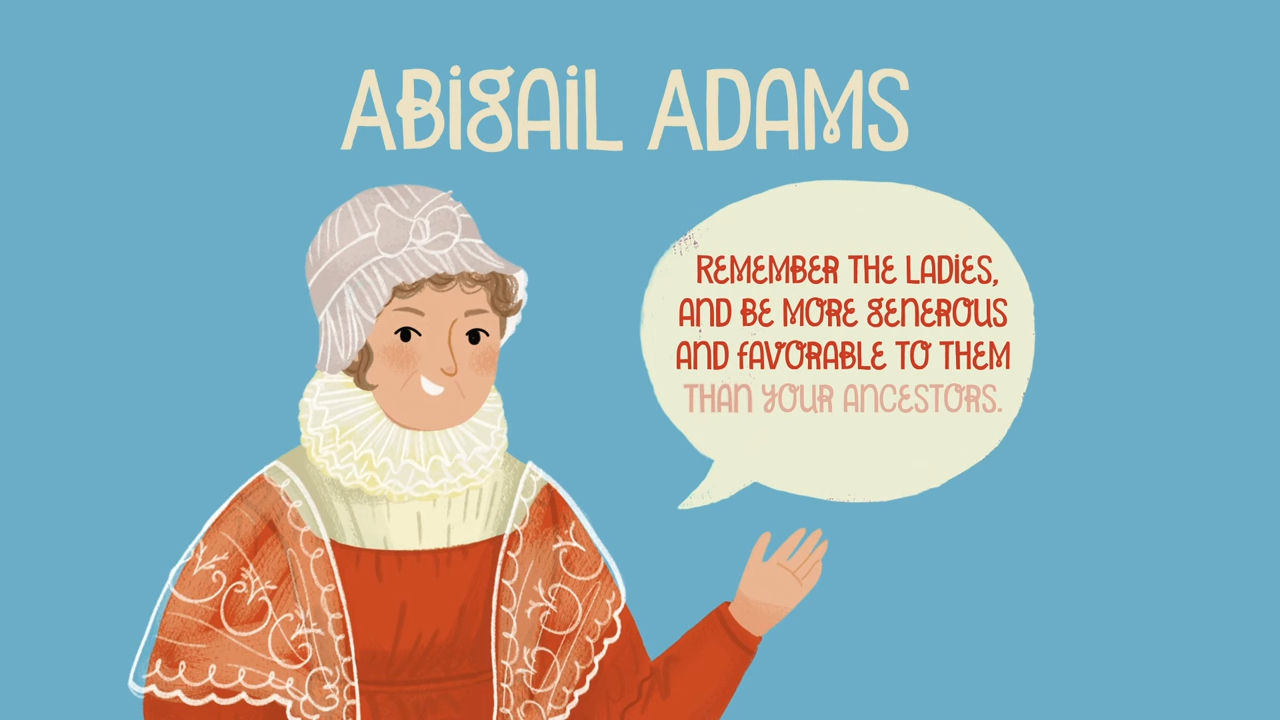 ABIGAIL ADAMS
REMEMBER THE LADIES,
AND BE MORE GENEROUS
AND FAVORABLE TO THEM
THAN YOUR ANCESTORS.